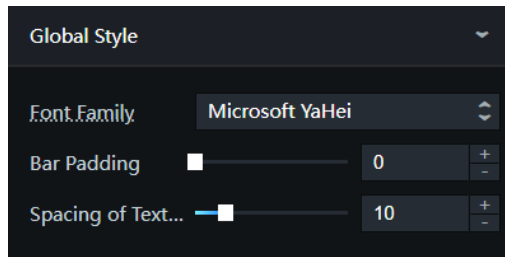 Global Style
Font Family Microsoft YaHei
Bar Padding 0 + -
Spacing of Text... 10 + -